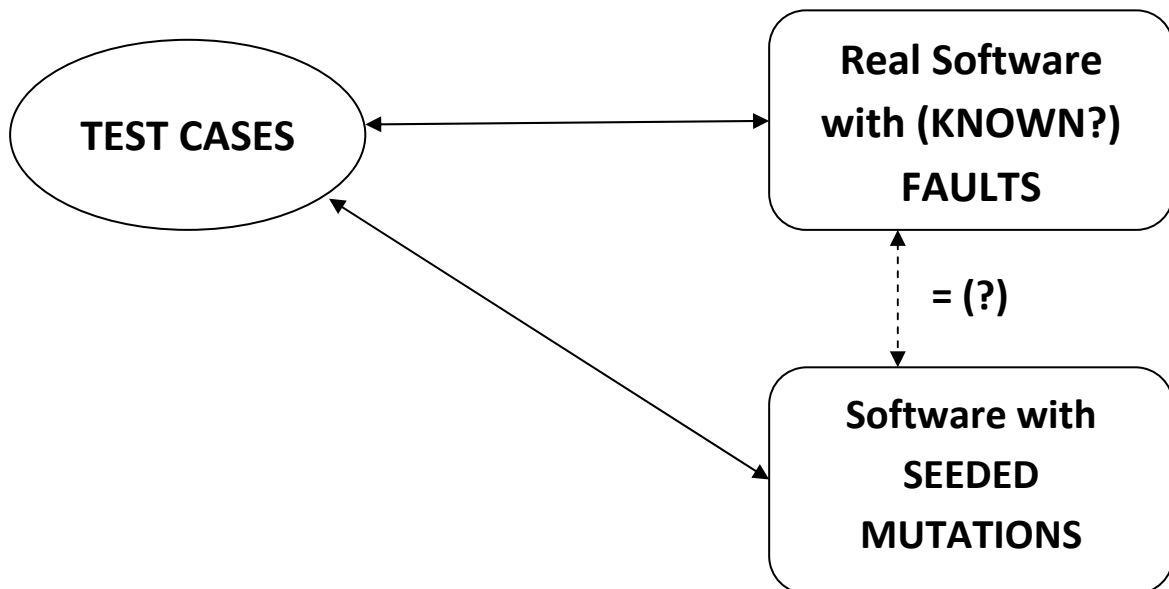 TEST CASES
Real Software
with (KNOWN?)
FAULTS
= (?)
Software with
SEEDED
MUTATIONS